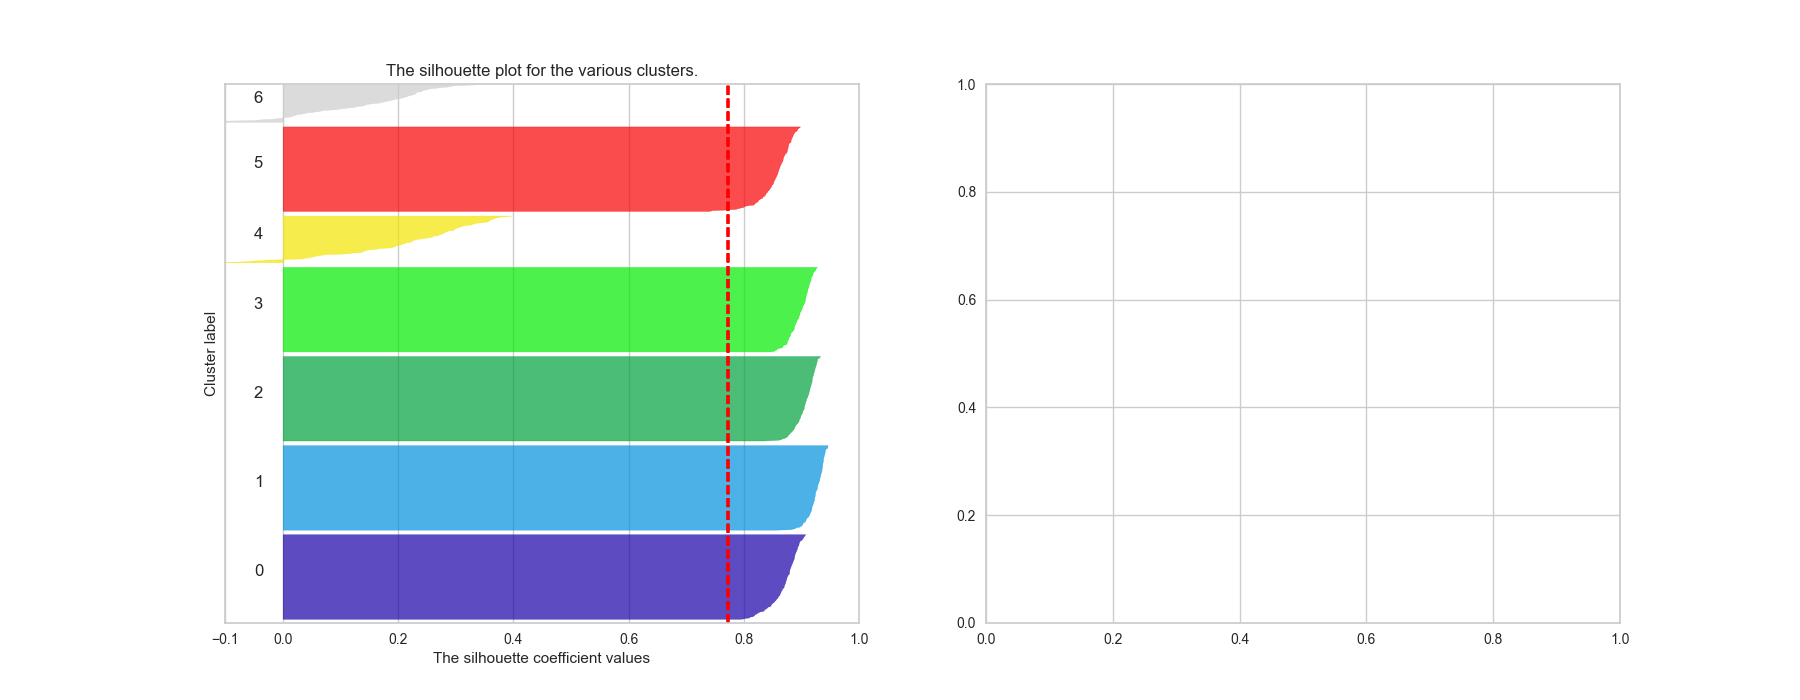 The silhouette plot for the various clusters.
6
5
4
3
2
1
0
Cluster label
−0.1 0.0 0.2 0.4 0.6 0.8 1.0
The silhouette coefficient values
1.0
0.8
0.6
0.4
0.2
0.0
0.0 0.2 0.4 0.6 0.8 1.0